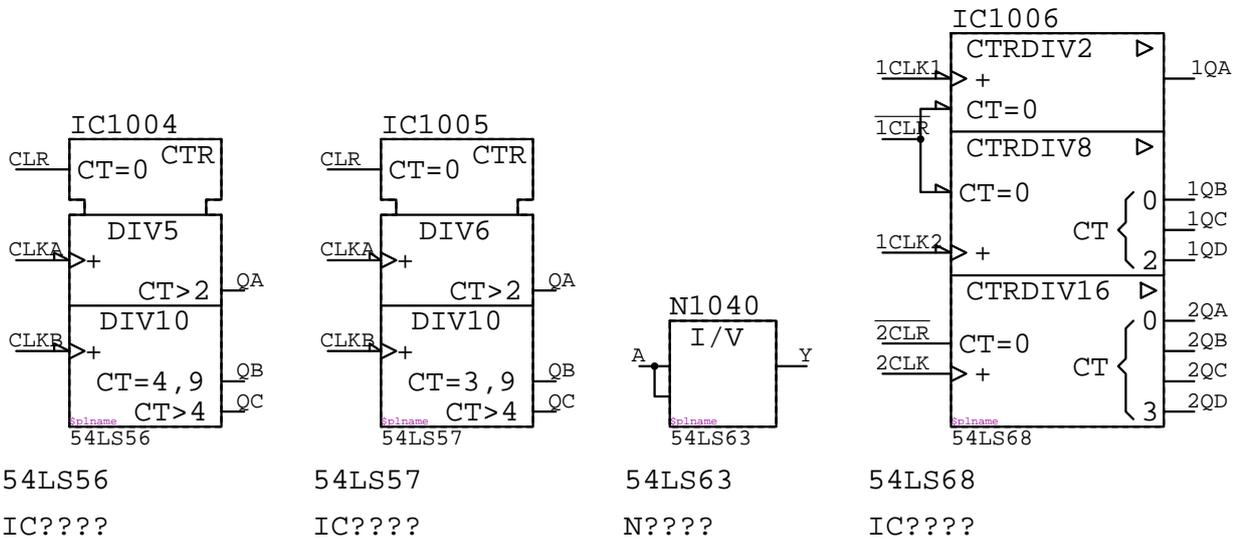 IC1004
CTR
CLR
CT=0
DIV5
CLKA
+
CT>2
QA
DIV10
CLKB
+
CT=4,9
QB
CT>4
QC
$plname
54LS56
54LS56
IC????
IC1005
CTR
CLR
CT=0
DIV6
CLKA
+
CT>2
QA
DIV10
CLKB
+
CT=3,9
QB
CT>4
QC
$plname
54LS57
54LS57
IC????
N1040
I/V
A
Y
$plname
54LS63
54LS63
N????
IC1006
CTRDIV2
1CLK1
+
1QA
CT=0
1CLR
CTRDIV8
CT=0
0
1QB
CT
1QC
1CLK2
+
2
1QD
CTRDIV16
0
2QA
2CLR
CT=0
2QB
2CLK
+
CT
2QC
3
2QD
$plname
54LS68
54LS68
IC????